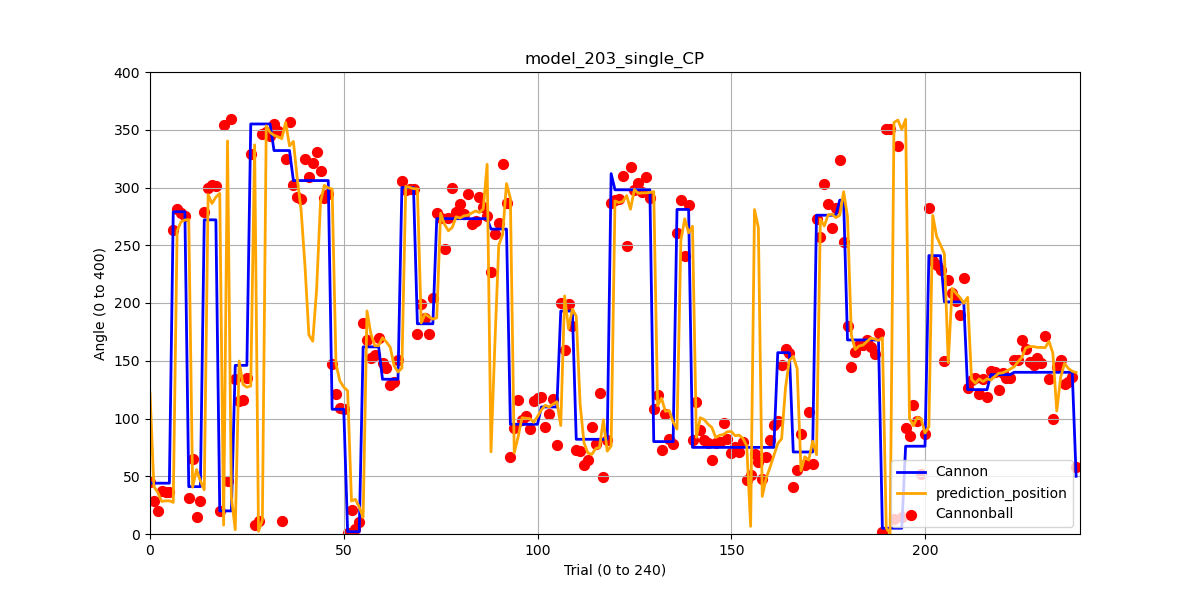 model_203_single_CP
400
350
300
250
200
150
100
50
0
Angle (0 to 400)
0 50 100 150 200
Trial (0 to 240)
Cannon
prediction_position
Cannonball